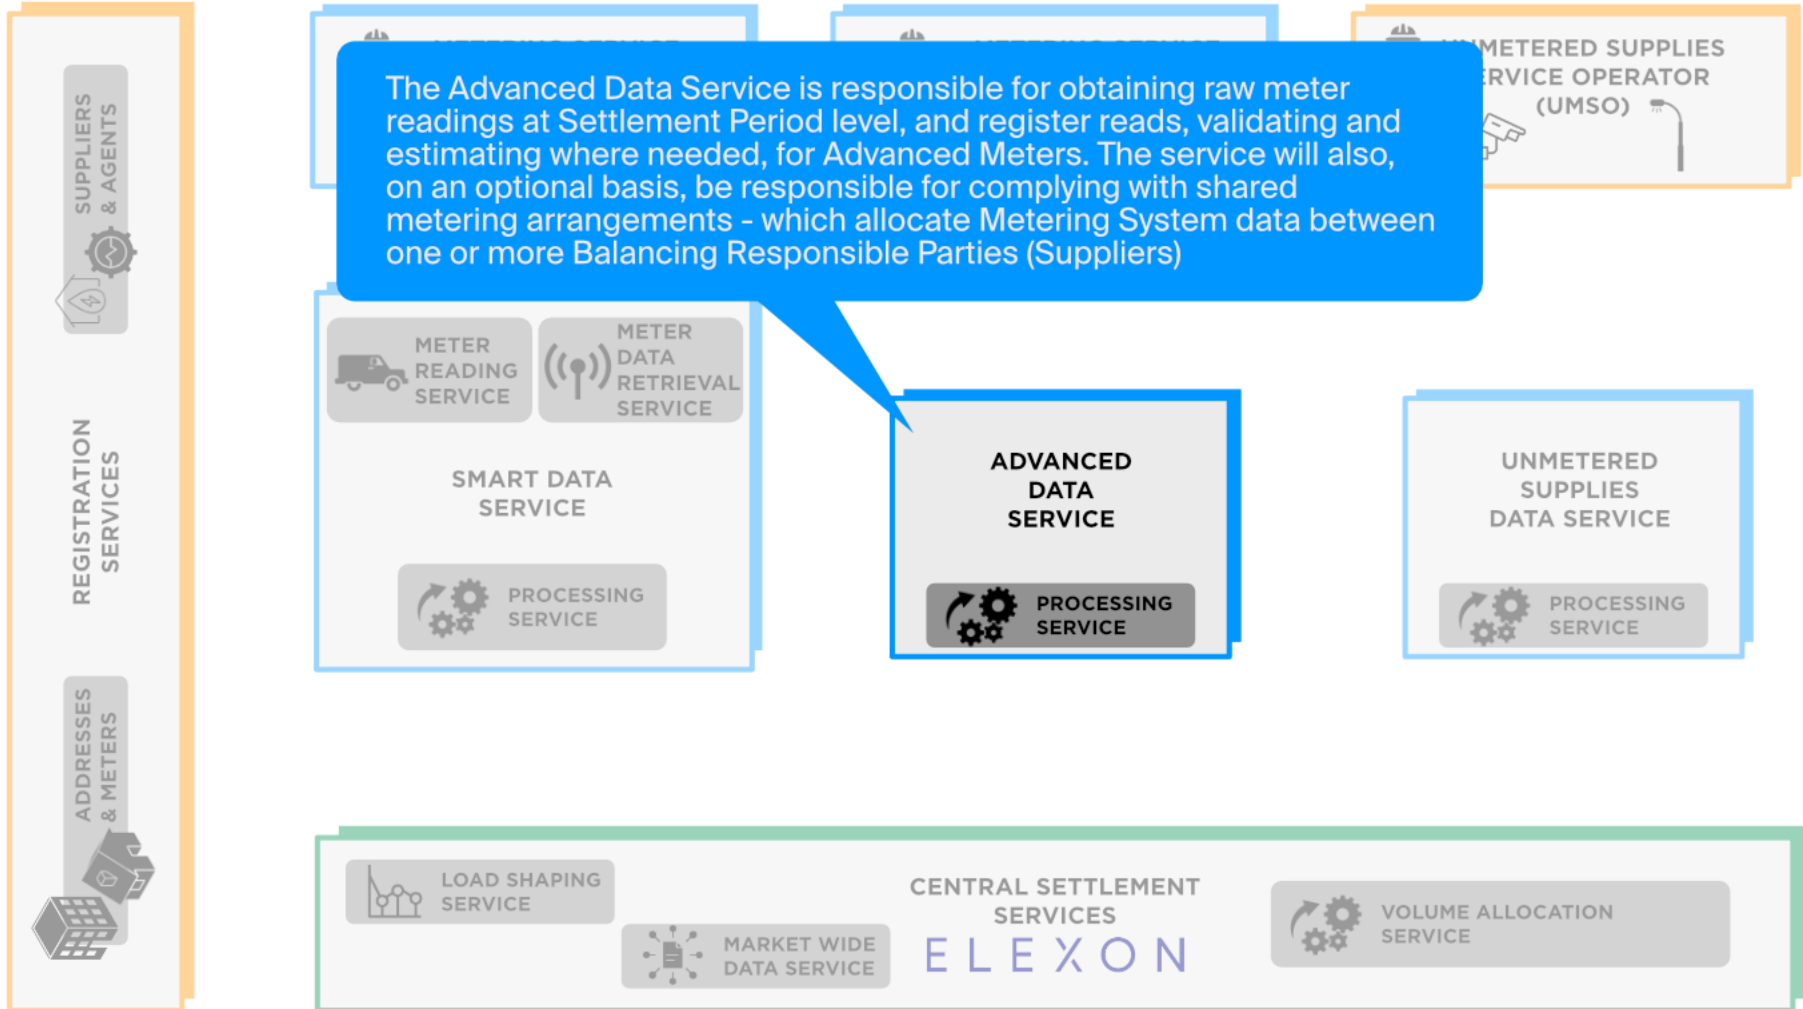 The Advanced Data Service is responsible for obtaining raw meter
readings at Settlement Period level, and register reads, validating and
estimating where needed, for Advanced Meters. The service will also,
on an optional basis, be responsible for complying with shared
metering arrangements - which allocate Metering System data between
one or more Balancing Responsible Parties (Suppliers)
METERING SERVICE
METERING SERVICE
UNMETERED SUPPLIES
SERVICE OPERATOR
(UMSO)
SUPPLIERS
& AGENTS
REGISTRATION
SERVICES
ADDRESSES
& METERS
METER
READING
SERVICE
METER
DATA
RETRIEVAL
SERVICE
SMART DATA
SERVICE
PROCESSING
SERVICE
ADVANCED
DATA
SERVICE
PROCESSING
SERVICE
UNMETERED
SUPPLIES
DATA SERVICE
PROCESSING
SERVICE
LOAD SHAPING
SERVICE
MARKET WIDE
DATA SERVICE
CENTRAL SETTLEMENT
SERVICES
ELEXON
VOLUME ALLOCATION
SERVICE